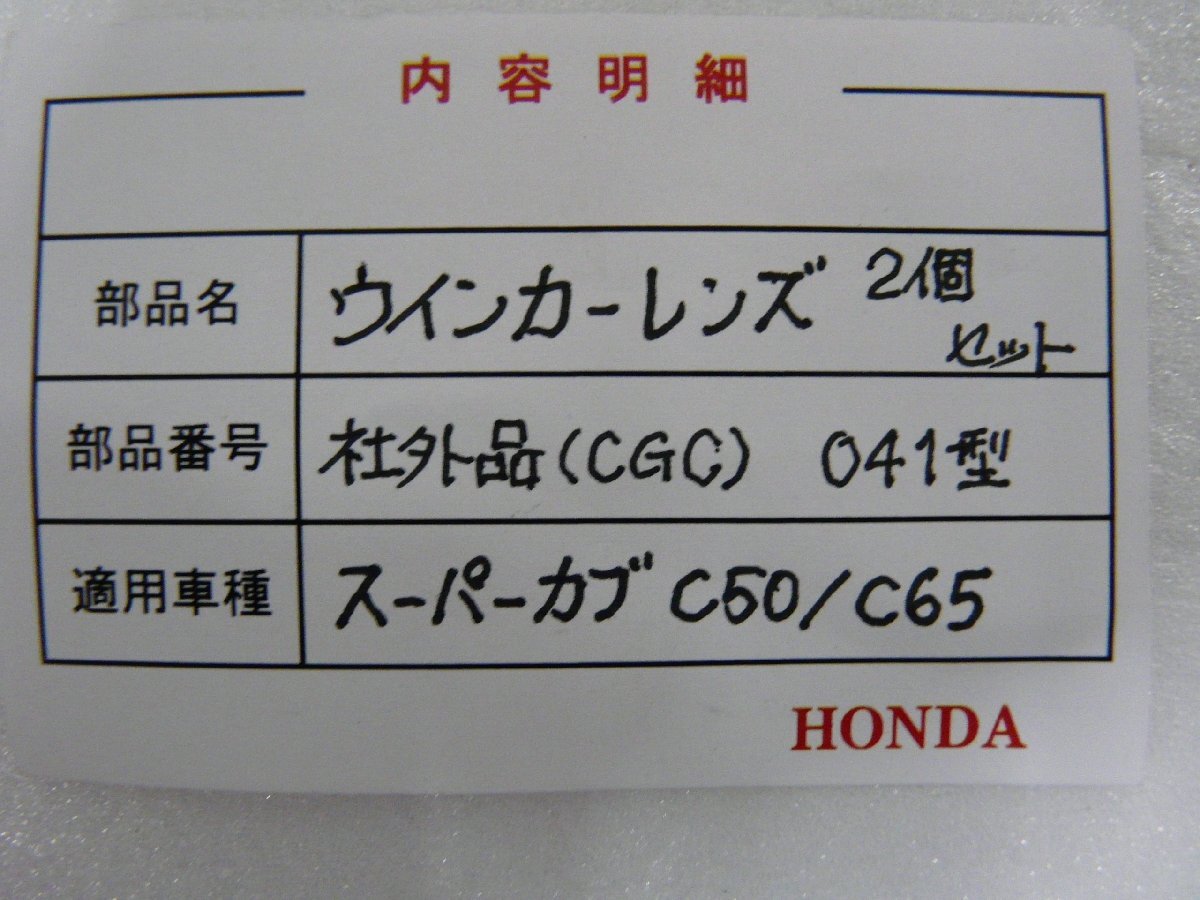 内容明細
部品名 ウインカーレンズ 2個
セット
部品番号 社外品(CGC) 041型
適用車種 スーパーカブ C50/C65
HONDA